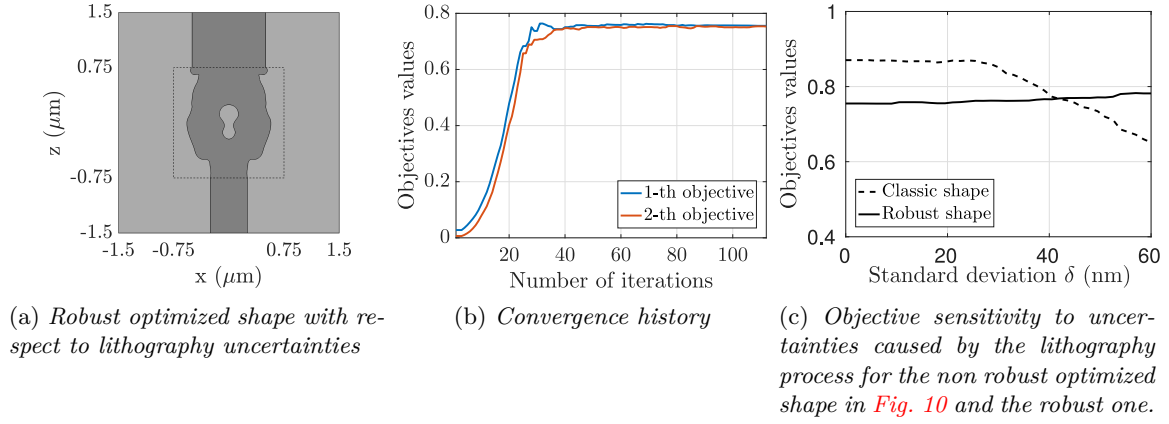 1.5
0.75
-0.75
-1.5
z (μm)
-1.5
-0.75
0.75
1.5
x (μm)
(a) Robust optimized shape with re-
spect to lithography uncertainties
0.8
0.6
0.4
0.2
0
Objectives values
1-th objective
2-th objective
20
40
60
80
100
Number of iterations
(b) Convergence history
1
0.8
0.6
0.4
Objectives values
Classic shape
Robust shape
0
20
40
60
Standard deviation δ (nm)
(c) Objective sensitivity to uncer-
tainties caused by the lithography
process for the non robust optimized
shape in Fig. 10 and the robust one.